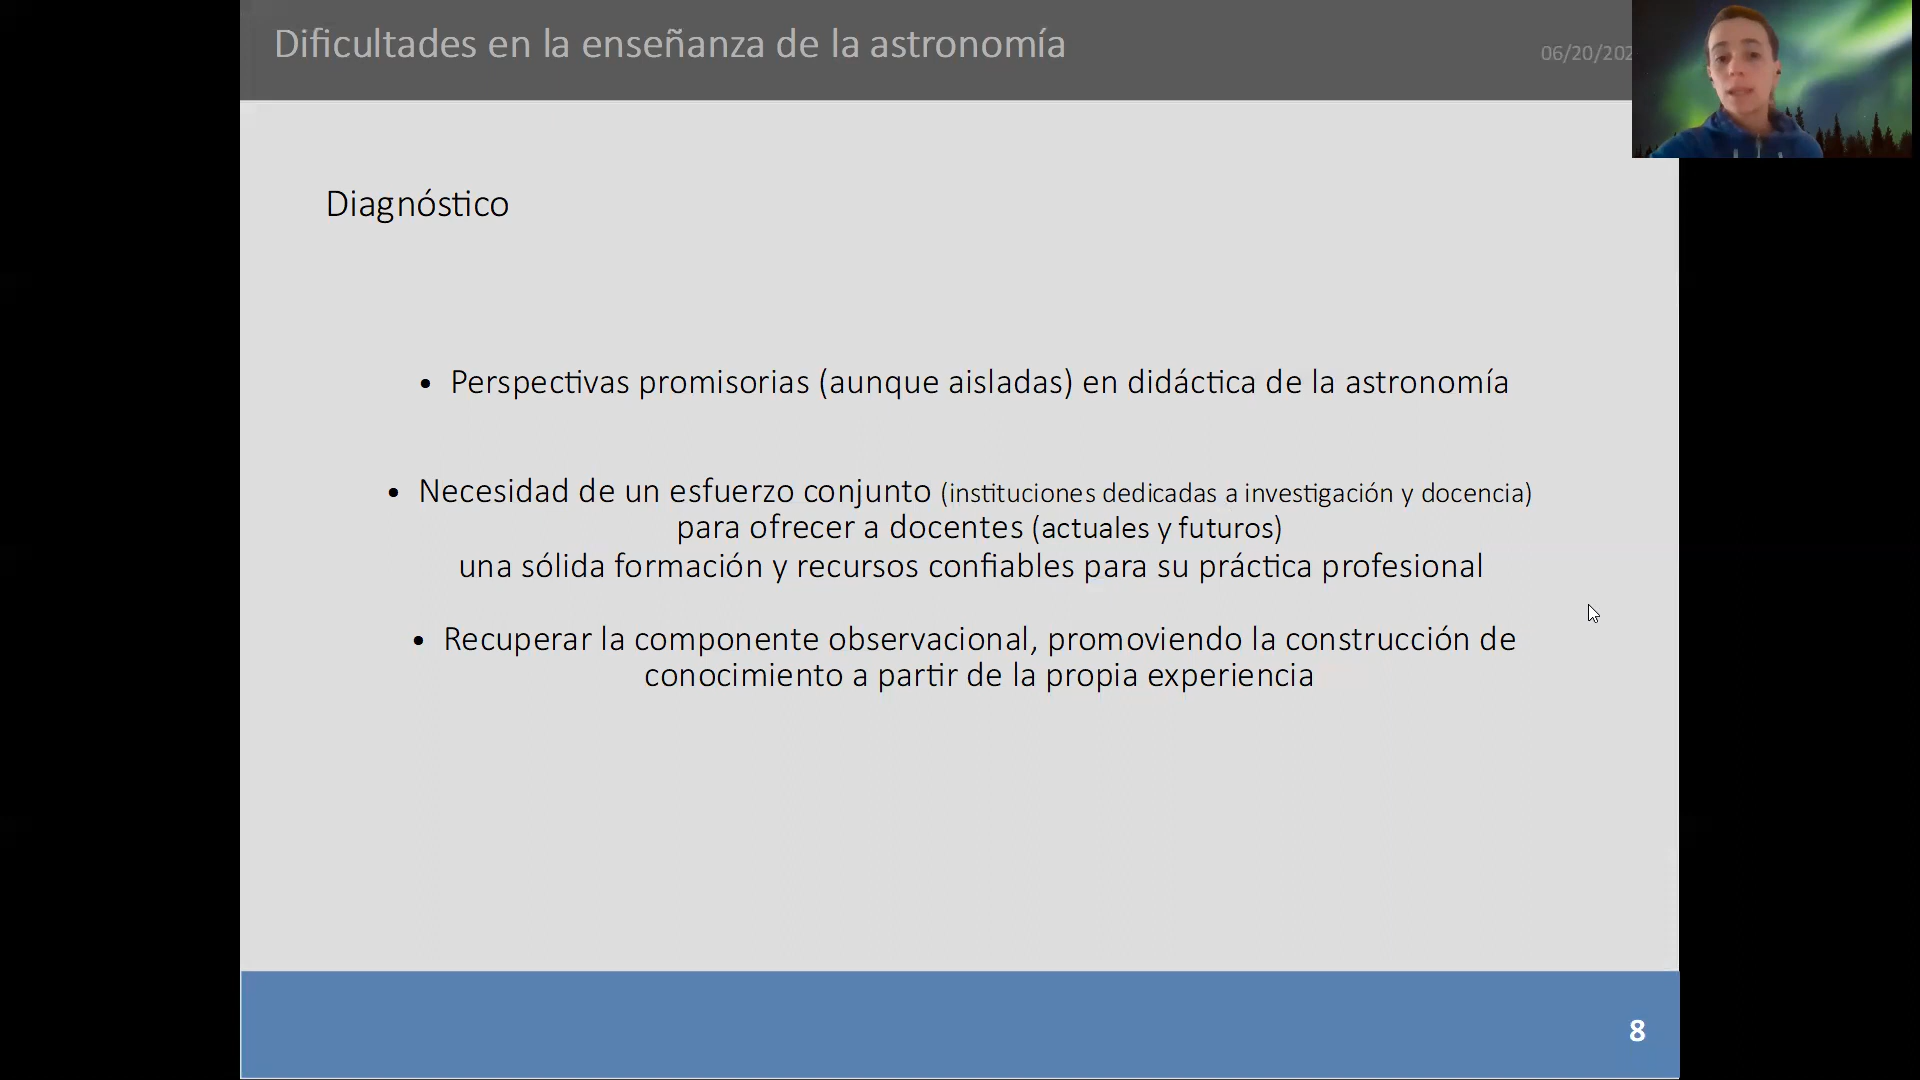 Dificultades en la enseñanza de la astronomía
06/20/202
Diagnóstico
• Perspectivas promisorias (aunque aisladas) en didáctica de la astronomía
• Necesidad de un esfuerzo conjunto (instituciones dedicadas a investigación y docencia)
para ofrecer a docentes (actuales y futuros)
una sólida formación y recursos confiables para su práctica profesional
• Recuperar la componente observacional, promoviendo la construcción de
conocimiento a partir de la propia experiencia
8